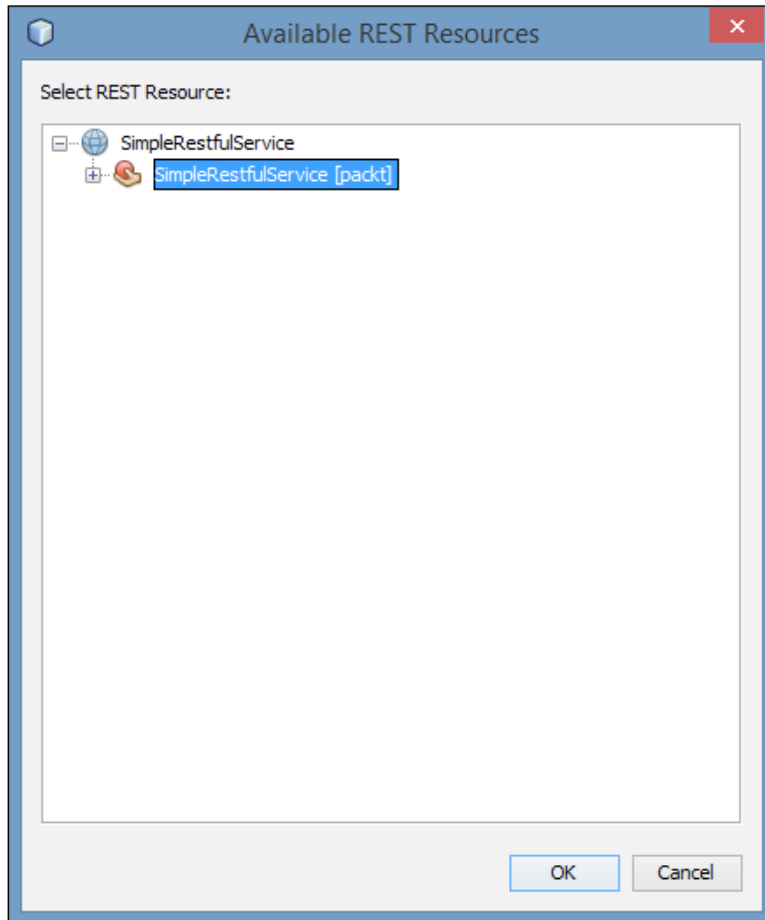 Available REST Resources
Select REST Resource:
SimpleRestfulService
SimpleRestfulService [packt]
OK
Cancel